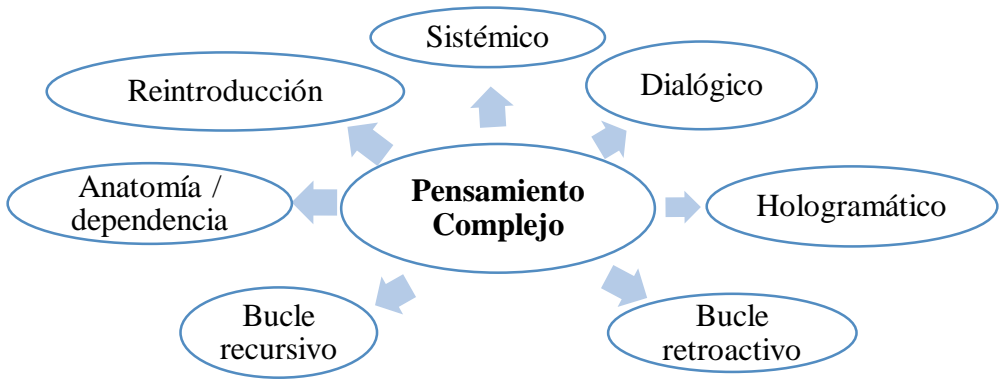 Sistémico
Dialógico
Reintroducción
Anatomía /
dependencia
Pensamiento
Complejo
Hologramático
Bucle
recursivo
Bucle
retroactivo